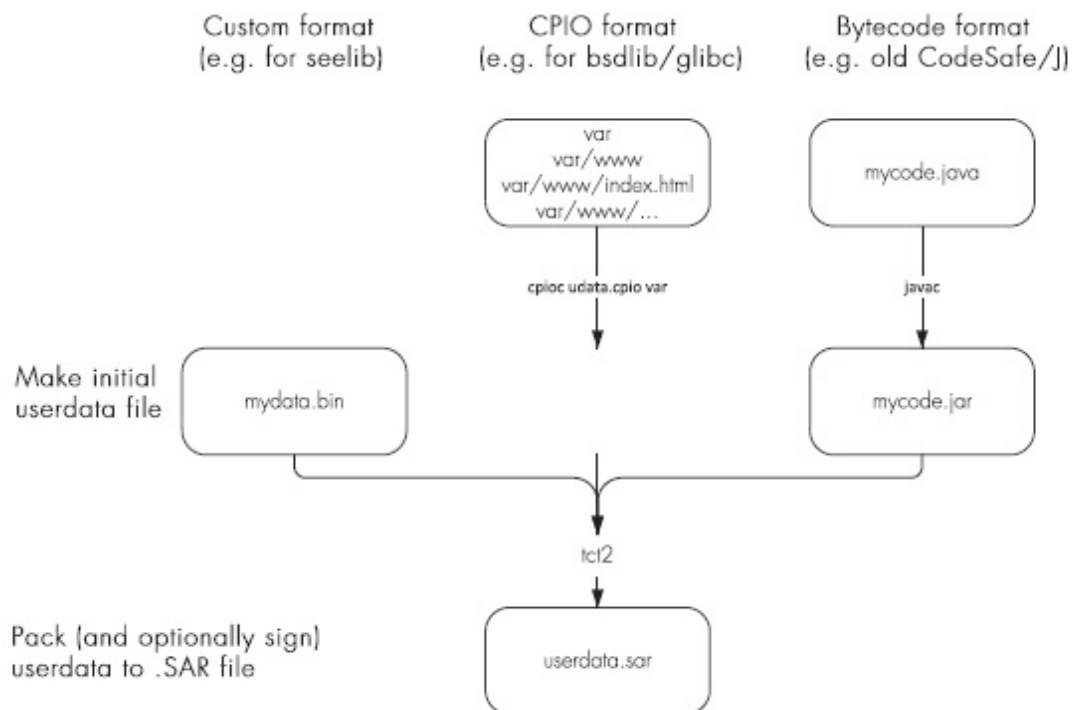 Custom format
(e.g. for seelib)
CPIO format
(e.g. for bsdlib/glibc)
Bytecode format
(e.g. old CodeSafe/J)
var
var/www
var/www/index.html
var/www/...
mycode.java
cpioc udata.cpio var
javac
Make initial
userdata file
mydata.bin
mycode.jar
tct2
Pack (and optionally sign)
userdata to .SAR file
userdata.sar